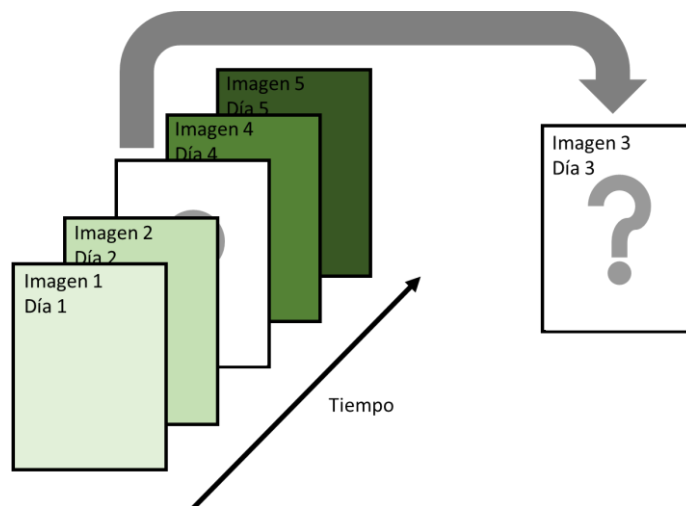 Imagen 5
Día 5
Imagen 4
Día 4
Imagen 2
Día 2
Imagen 1
Día 1
Imagen 3
Día 3
?
Tiempo